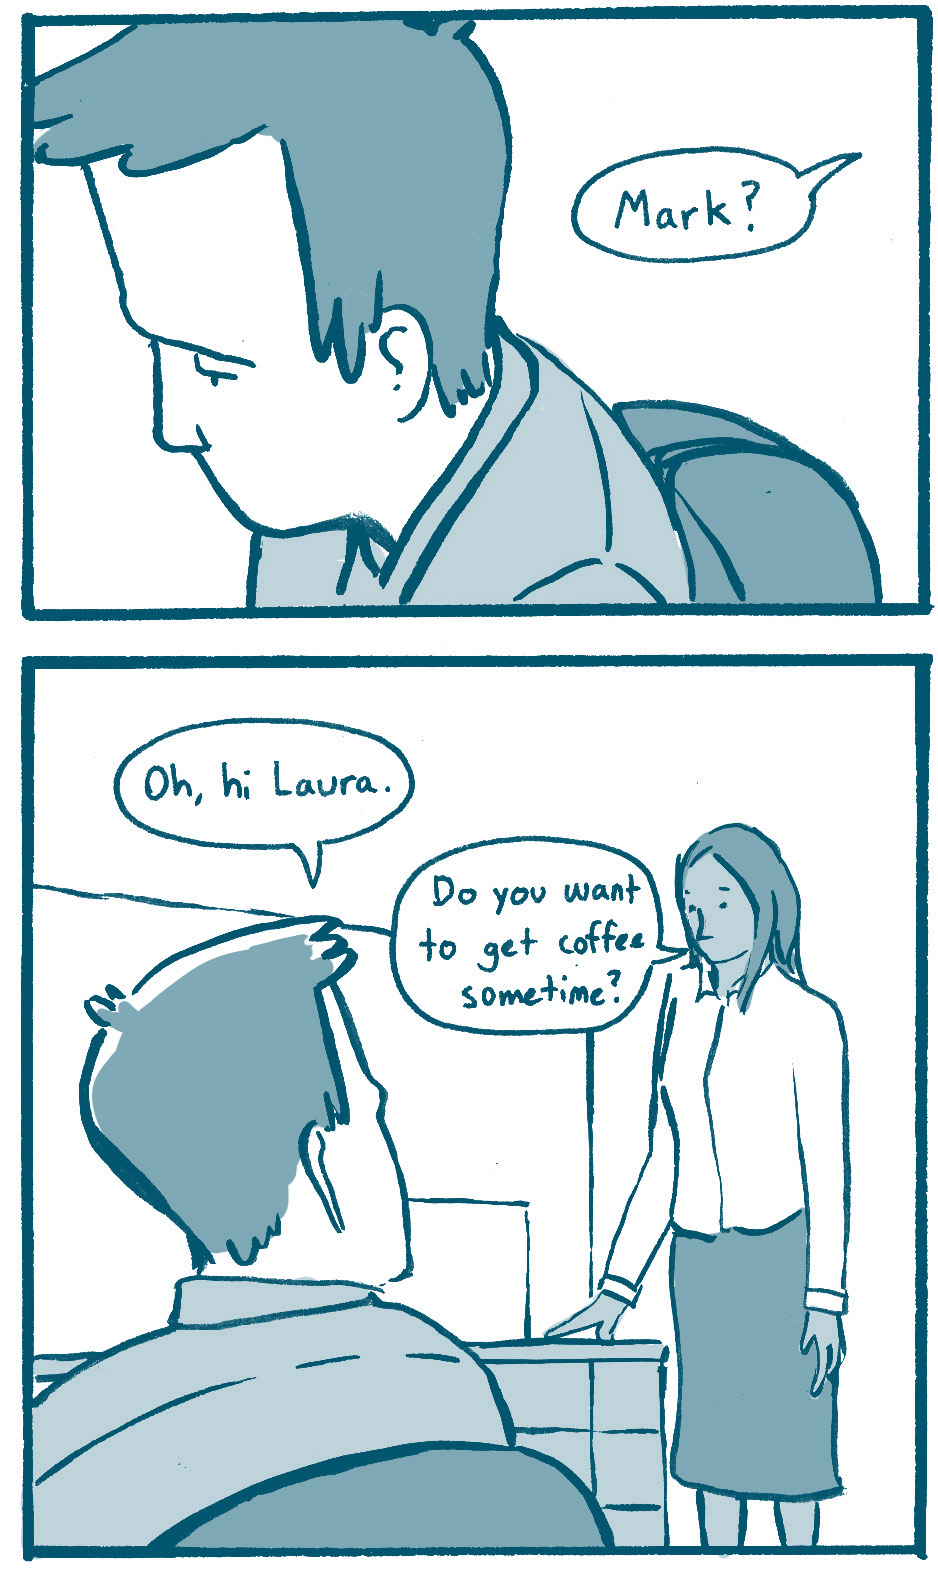 Mark?
Oh, hi Laura.
Do you want
to get coffee
sometime?